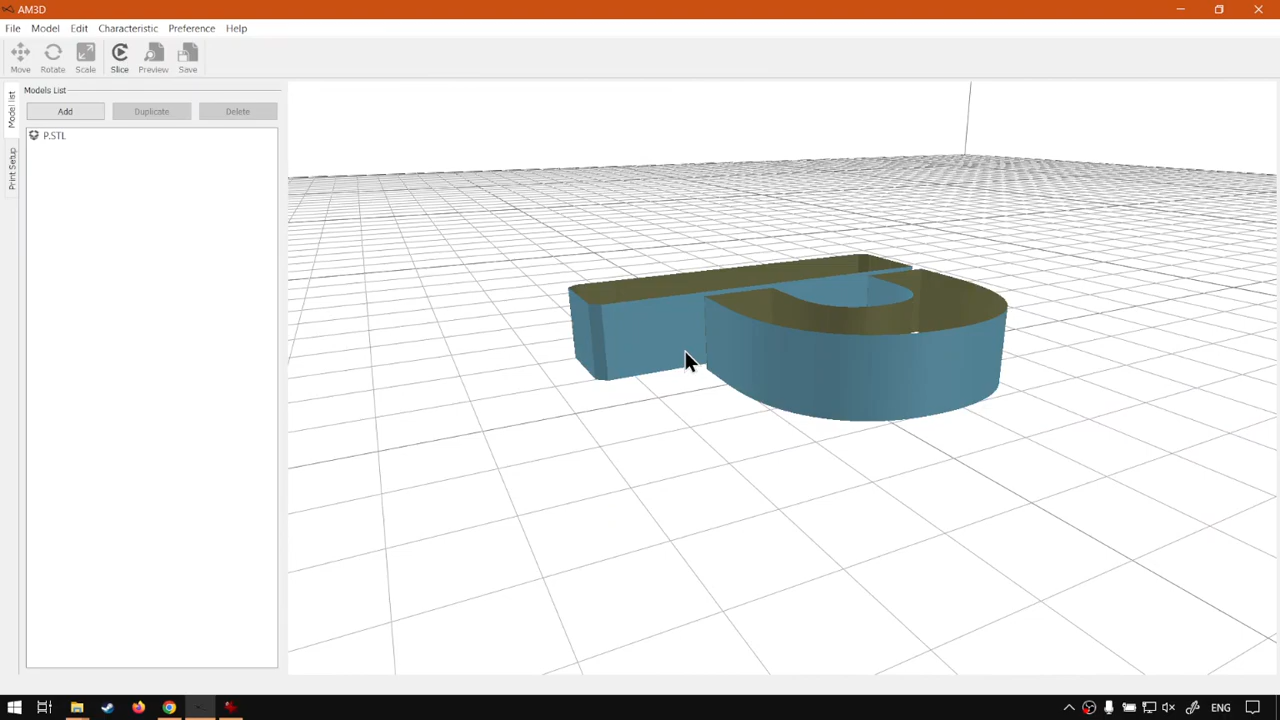 AM3D
File Model Edit Characteristic Preference Help
Move Rotate Scale Slice Preview Save
Model list
Print Setup
Models List
Add Duplicate Delete
P.STL
ENG